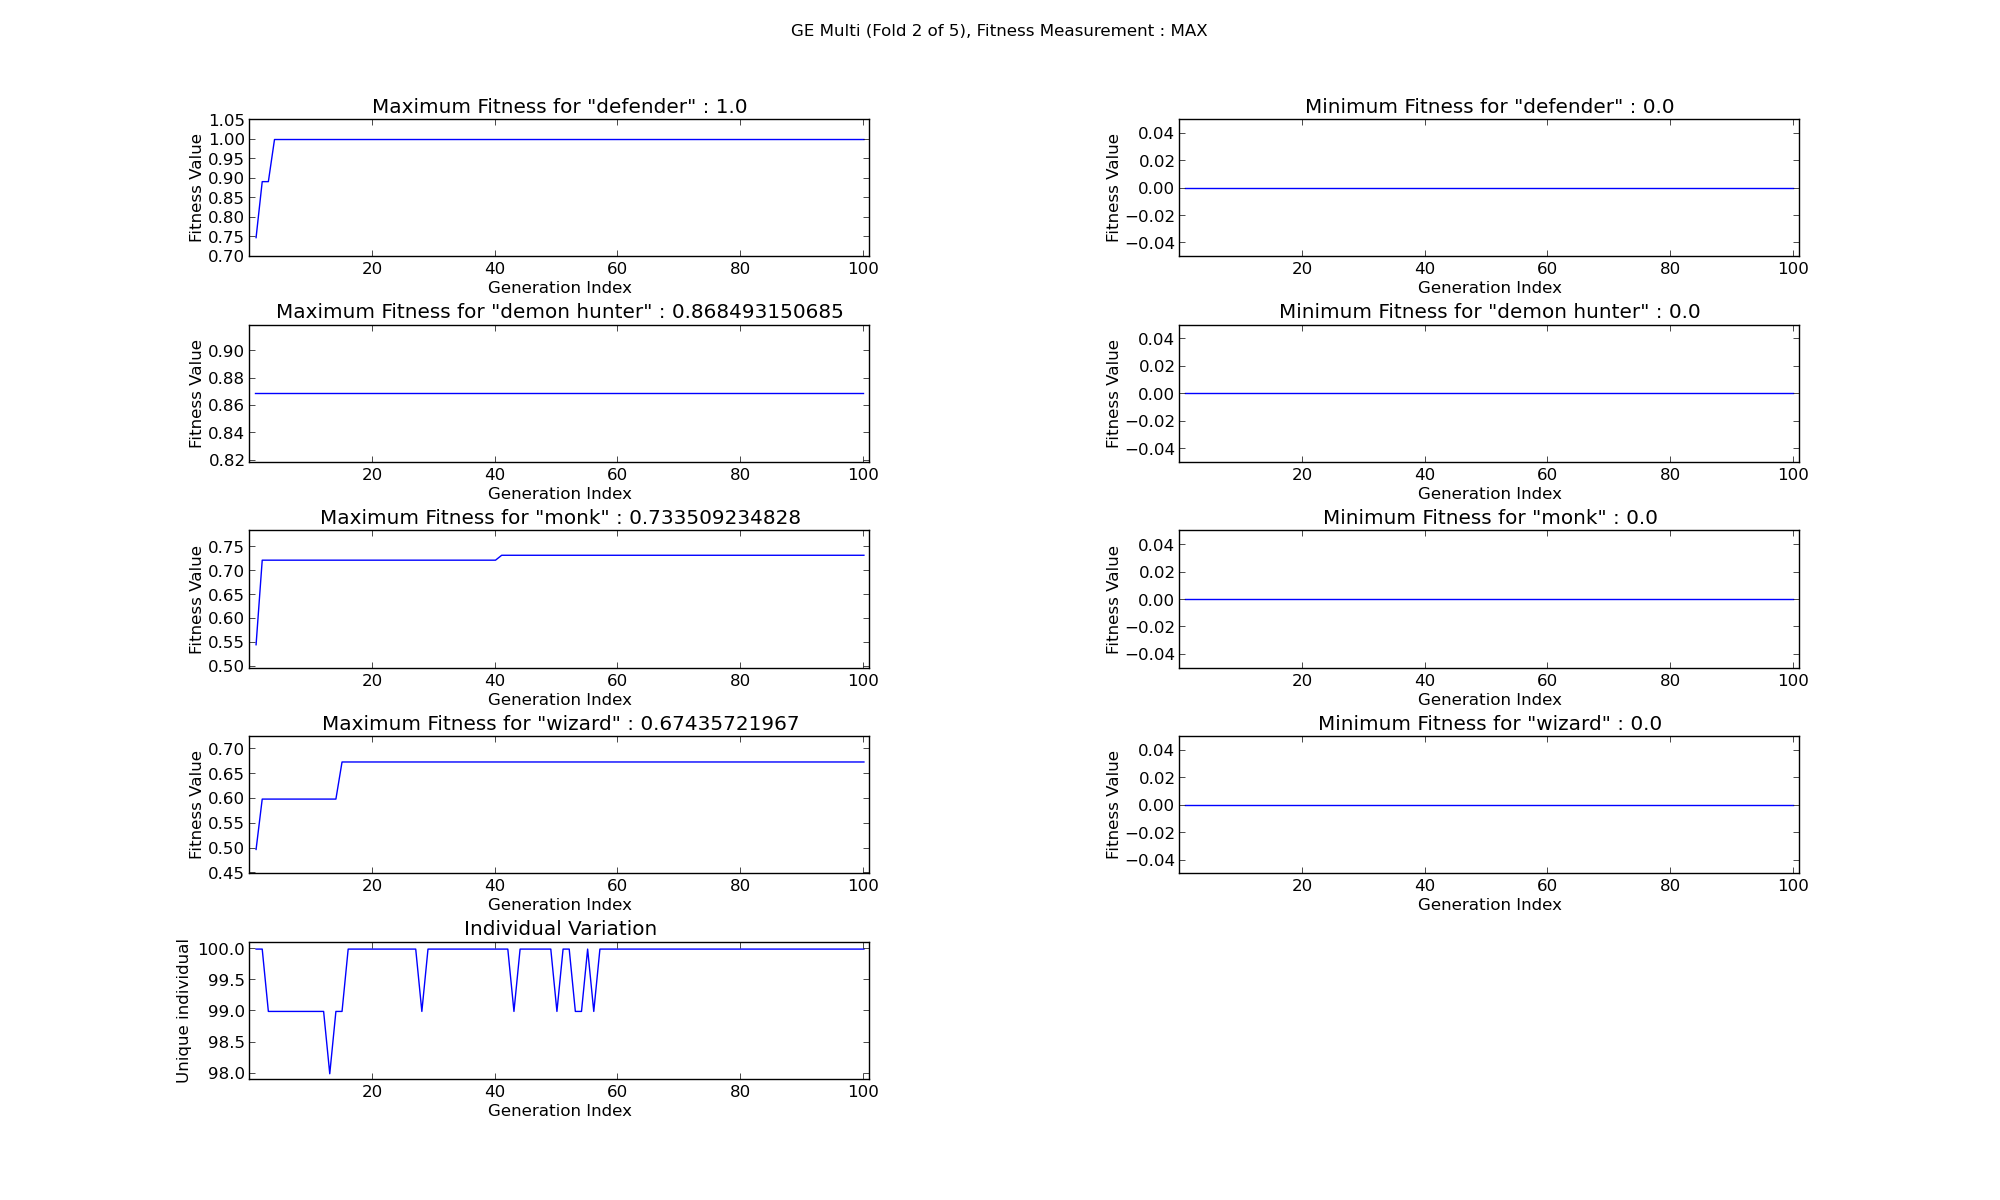 GE Multi (Fold 2 of 5), Fitness Measurement : MAX
Maximum Fitness for "defender" : 1.0
Fitness Value
1.05
1.00
0.95
0.90
0.85
0.80
0.75
0.70
20 40 60 80 100
Generation Index
Minimum Fitness for "defender" : 0.0
Fitness Value
0.04
0.02
0.00
−0.02
−0.04
20 40 60 80 100
Generation Index
Maximum Fitness for "demon hunter" : 0.868493150685
Fitness Value
0.90
0.88
0.86
0.84
0.82
20 40 60 80 100
Generation Index
Minimum Fitness for "demon hunter" : 0.0
Fitness Value
0.04
0.02
0.00
−0.02
−0.04
20 40 60 80 100
Generation Index
Maximum Fitness for "monk" : 0.733509234828
Fitness Value
0.75
0.70
0.65
0.60
0.55
0.50
20 40 60 80 100
Generation Index
Minimum Fitness for "monk" : 0.0
Fitness Value
0.04
0.02
0.00
−0.02
−0.04
20 40 60 80 100
Generation Index
Maximum Fitness for "wizard" : 0.67435721967
Fitness Value
0.70
0.65
0.60
0.55
0.50
0.45
20 40 60 80 100
Generation Index
Minimum Fitness for "wizard" : 0.0
Fitness Value
0.04
0.02
0.00
−0.02
−0.04
20 40 60 80 100
Generation Index
Individual Variation
Unique individual
100.0
99.5
99.0
98.5
98.0
20 40 60 80 100
Generation Index